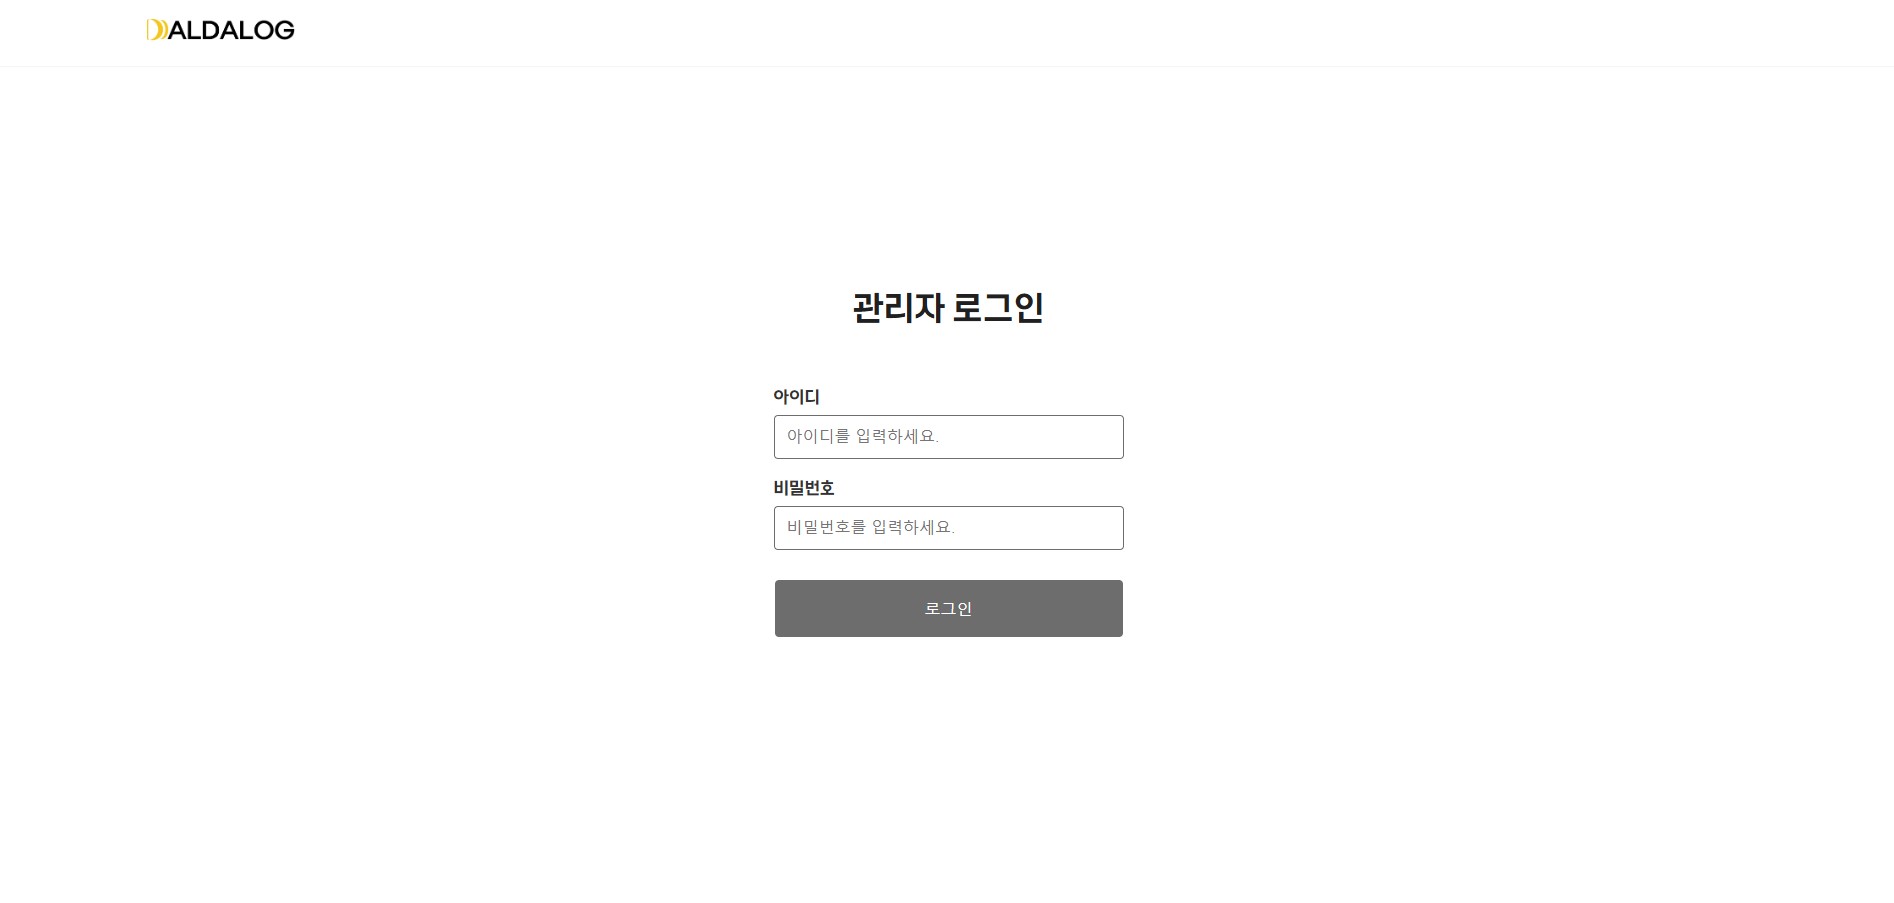 DALDALOG
관리자 로그인
아이디
아이디를 입력하세요.
비밀번호
비밀번호를 입력하세요.
로그인